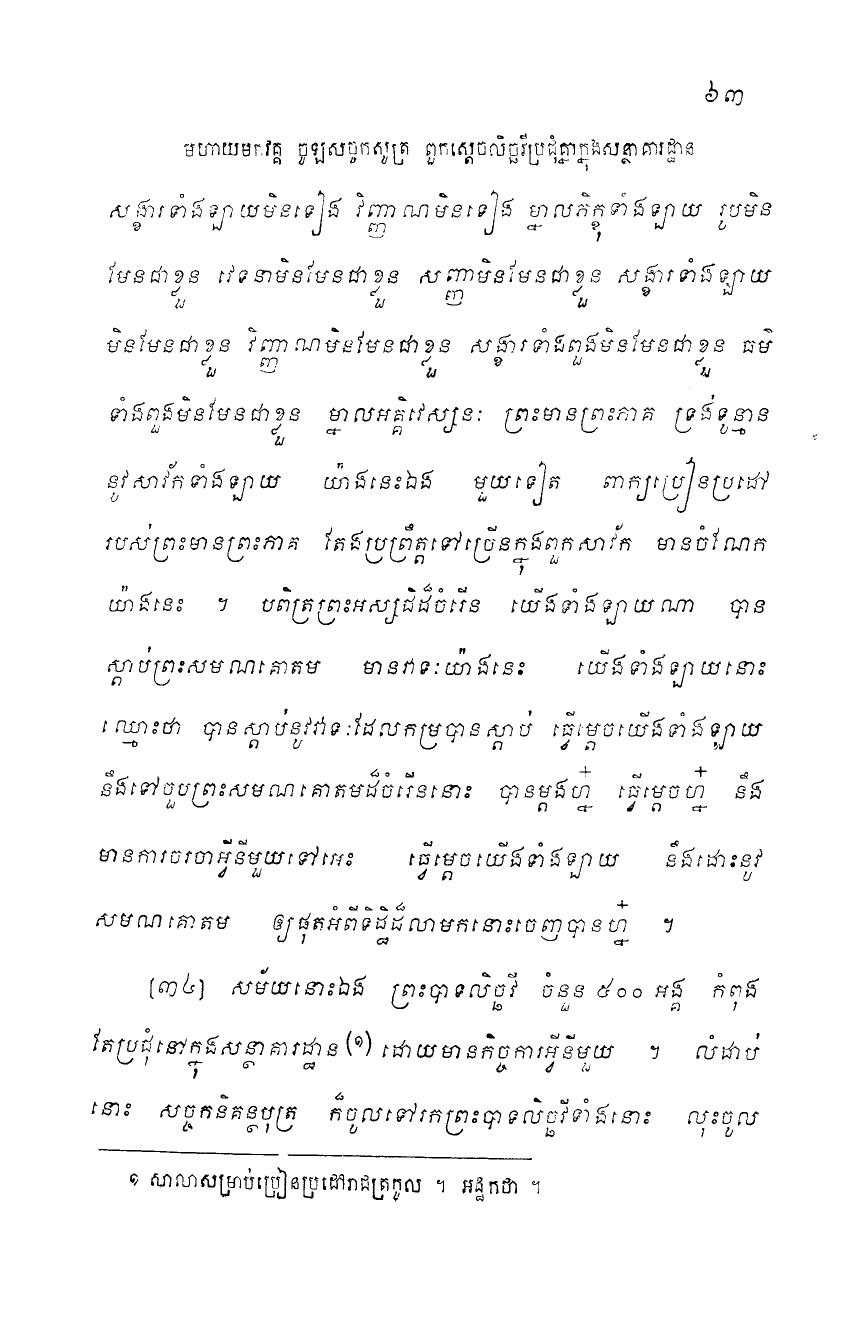 ៦៣
មហាយមកវគ្គ ចូឡសច្ចកសូត្រ ពួកស្តេចលិច្ឆវីប្រជុំគ្នាក្នុងសន្ថាគារដ្ឋាន
សង្ខារទាំងឡាយមិនទៀង វិញ្ញាណមិនទៀង ម្នាលភិក្ខុទាំងឡាយ រូបមិន
មែនជាខ្លួន វេទនាមិនមែនជាខ្លួន សញ្ញាមិនមែនជាខ្លួន សង្ខារទាំងឡាយ
មិនមែនជាខ្លួន វិញ្ញាណមិនមែនជាខ្លួន សង្ខារទាំងពួងមិនមែនជាខ្លួន ធម៌
ទាំងពួងមិនមែនជាខ្លួន ម្នាលអគ្គិវេស្សនៈ ព្រះមានព្រះភាគ ទ្រង់ទូន្មាន
នូវសាវ័កទាំងឡាយ យ៉ាងនេះឯង មួយទៀត ពាក្យប្រៀនប្រដៅ
របស់ព្រះមានព្រះភាគ តែងប្រព្រឹត្តទៅច្រើនក្នុងពួកសាវ័ក មានចំណែក
យ៉ាងនេះ ។ បពិត្រព្រះអស្សជិដ៏ចំរើន យើងទាំងឡាយណា បាន
ស្តាប់ព្រះសមណគោតម មានវាទៈយ៉ាងនេះ យើងទាំងឡាយនោះ
ឈ្មោះថា បានស្តាប់នូវវាទៈដែលកម្របានស្តាប់ ធ្វើម្តេចយើងទាំងឡាយ
នឹងទៅចួបព្រះសមណគោតមដ៏ចំរើននោះ បានម្តងហ្ន៎ ធ្វើម្តេចហ្ន៎ នឹង
មានការចរចាអ្វីនីមួយទៅអេះ ធ្វើម្តេចយើងទាំងឡាយ នឹងដោះនូវ
សមណគោតម ឲ្យផុតអំពីទិដ្ឋិដ៏លាមកនោះចេញបានហ្ន៎ ។
[៣៤] សម័យនោះឯង ព្រះបាទលិច្ឆវី ចំនួន ៥០០ អង្គ កំពុង
តែប្រជុំនៅក្នុងសន្ថាគារដ្ឋាន (១) ដោយមានកិច្ចការអ្វីនីមួយ ។ លំដាប់
នោះ សច្ចកនិគន្ថបុត្រ ក៏ចូលទៅរកព្រះបាទលិច្ឆវីទាំងនោះ លុះចូល
១ សាលាសម្រាប់ប្រៀនប្រដៅរាជត្រកូល ។ អដ្ឋកថា ។